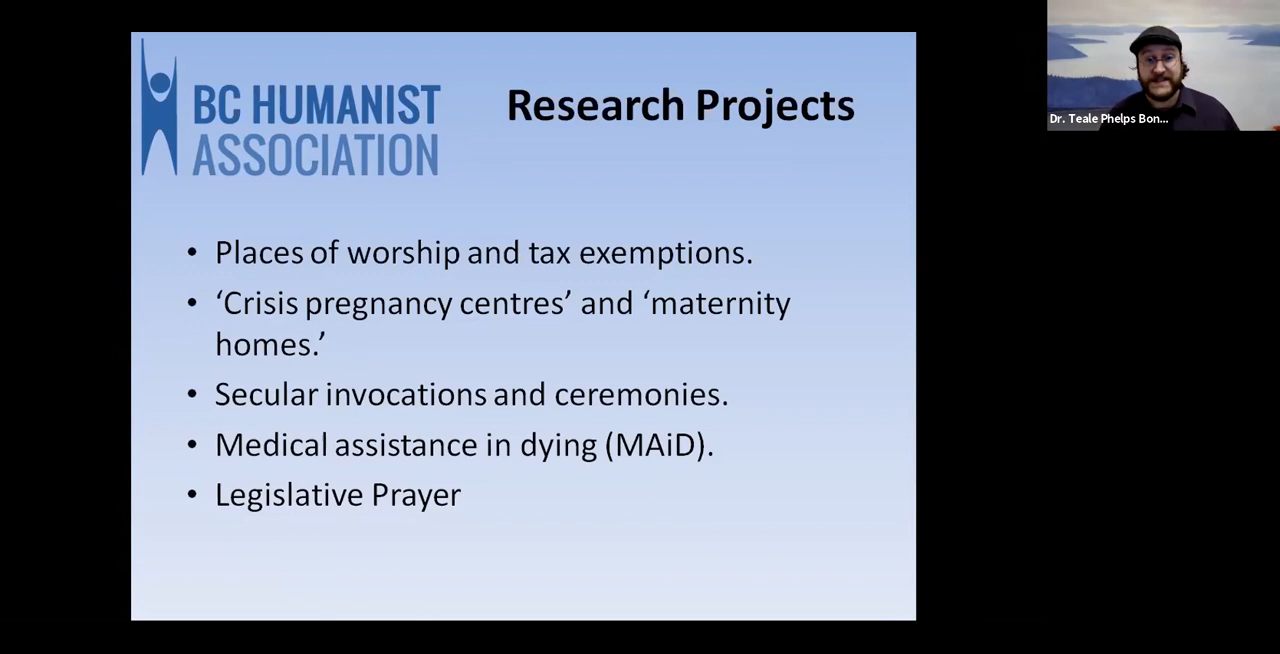 BC HUMANIST
ASSOCIATION
Research Projects
• Places of worship and tax exemptions.
• ‘Crisis pregnancy centres’ and ‘maternity
homes.’
• Secular invocations and ceremonies.
• Medical assistance in dying (MAiD).
• Legislative Prayer
Dr. Teale Phelps Bon...